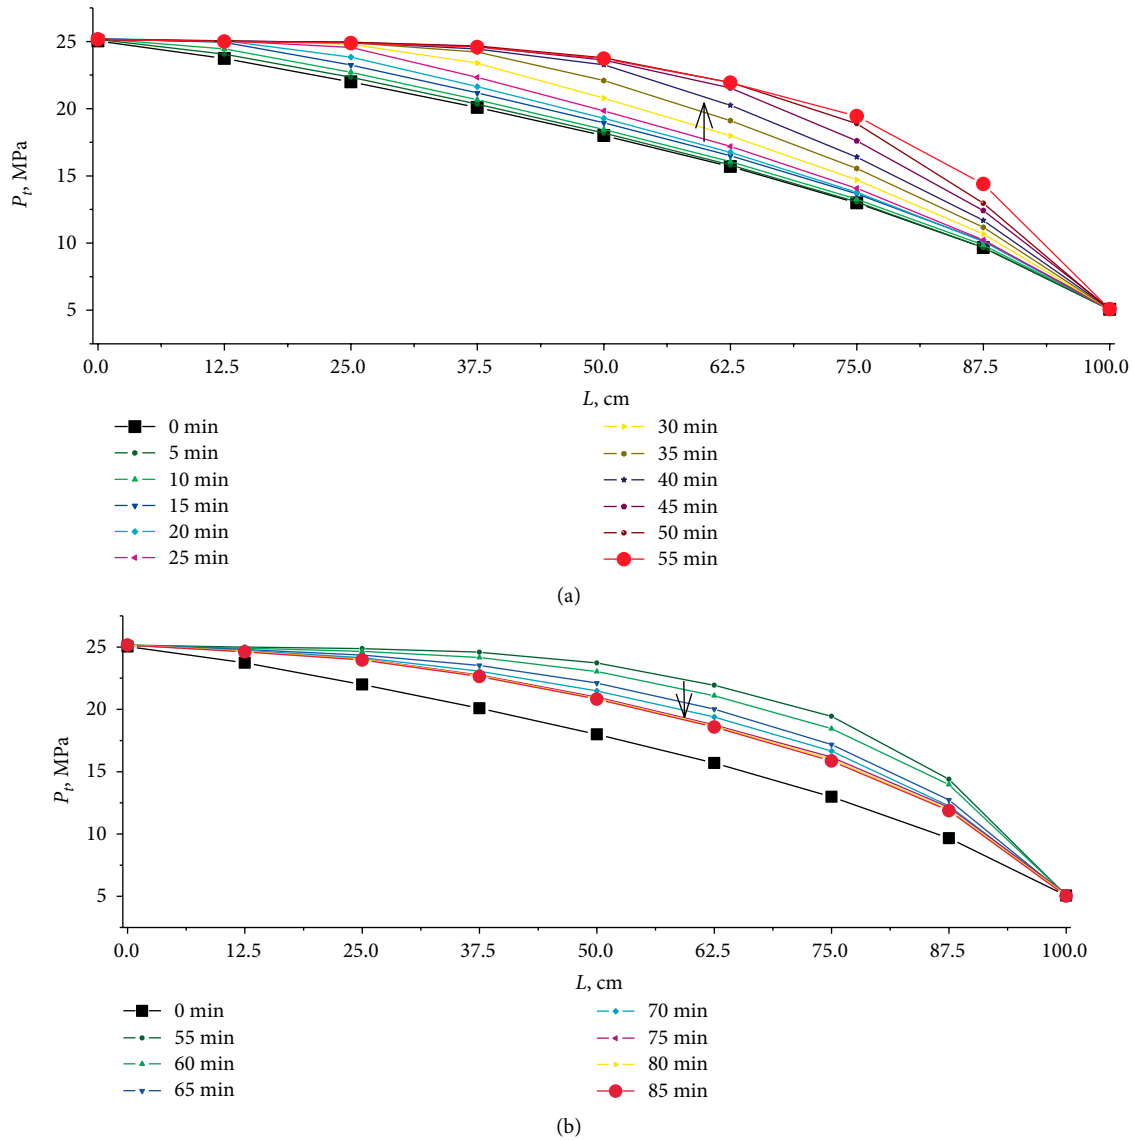 25
20
15
10
5
P_t, MPa
0.0 12.5 25.0 37.5 50.0 62.5 75.0 87.5 100.0
L, cm
0 min
5 min
10 min
15 min
20 min
25 min
30 min
35 min
40 min
45 min
50 min
55 min
(a)
25
20
15
10
5
P_t, MPa
0.0 12.5 25.0 37.5 50.0 62.5 75.0 87.5 100.0
L, cm
0 min
55 min
60 min
65 min
70 min
75 min
80 min
85 min
(b)